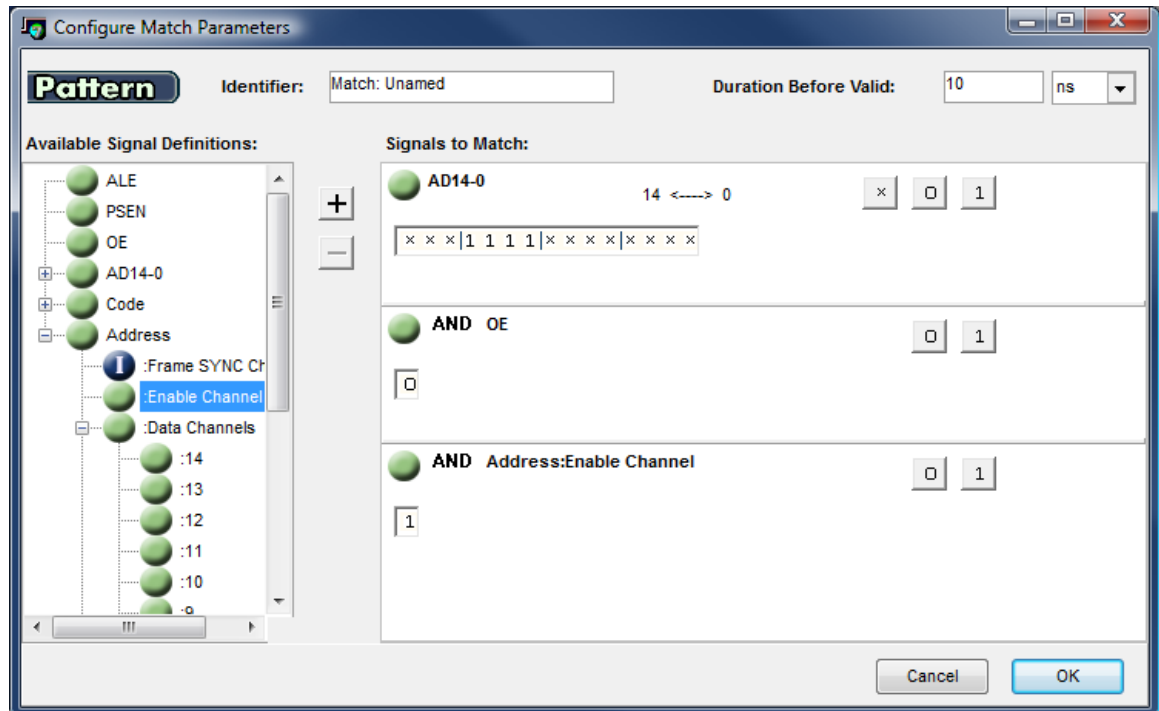 Configure Match Parameters
Pattern Identifier: Match: Unamed Duration Before Valid: 10 ns
Available Signal Definitions: Signals to Match:
ALE
PSEN
OE
AD14-0
Code
Address
:Frame SYNC Ch
:Enable Channel
:Data Channels
:14
:13
:12
:11
:10
:9
+
−
AD14-0 14 <----> 0 × 0 1
× × ×|1 1 1 1|× × × ×|× × × ×
AND OE 0 1
0
AND Address:Enable Channel 0 1
1
Cancel OK